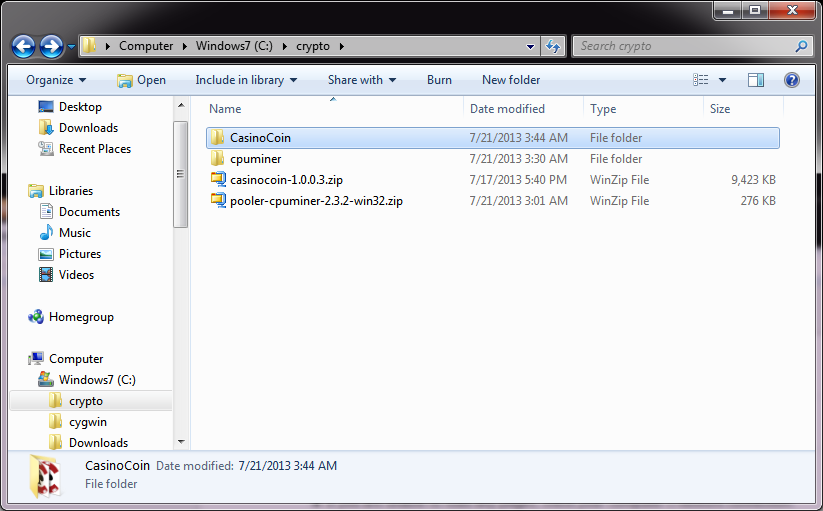 Computer Windows7 (C:) crypto Search crypto
Organize Open Include in library Share with Burn New folder
Name Date modified Type Size
Desktop
Downloads
Recent Places
Libraries
Documents
Music
Pictures
Videos
Homegroup
Computer
Windows7 (C:)
crypto
cygwin
Downloads
CasinoCoin 7/21/2013 3:44 AM File folder
cpuminer 7/21/2013 3:30 AM File folder
casinocoin-1.0.0.3.zip 7/17/2013 5:40 PM WinZip File 9,423 KB
pooler-cpuminer-2.3.2-win32.zip 7/21/2013 3:01 AM WinZip File 276 KB
CasinoCoin Date modified: 7/21/2013 3:44 AM
File folder